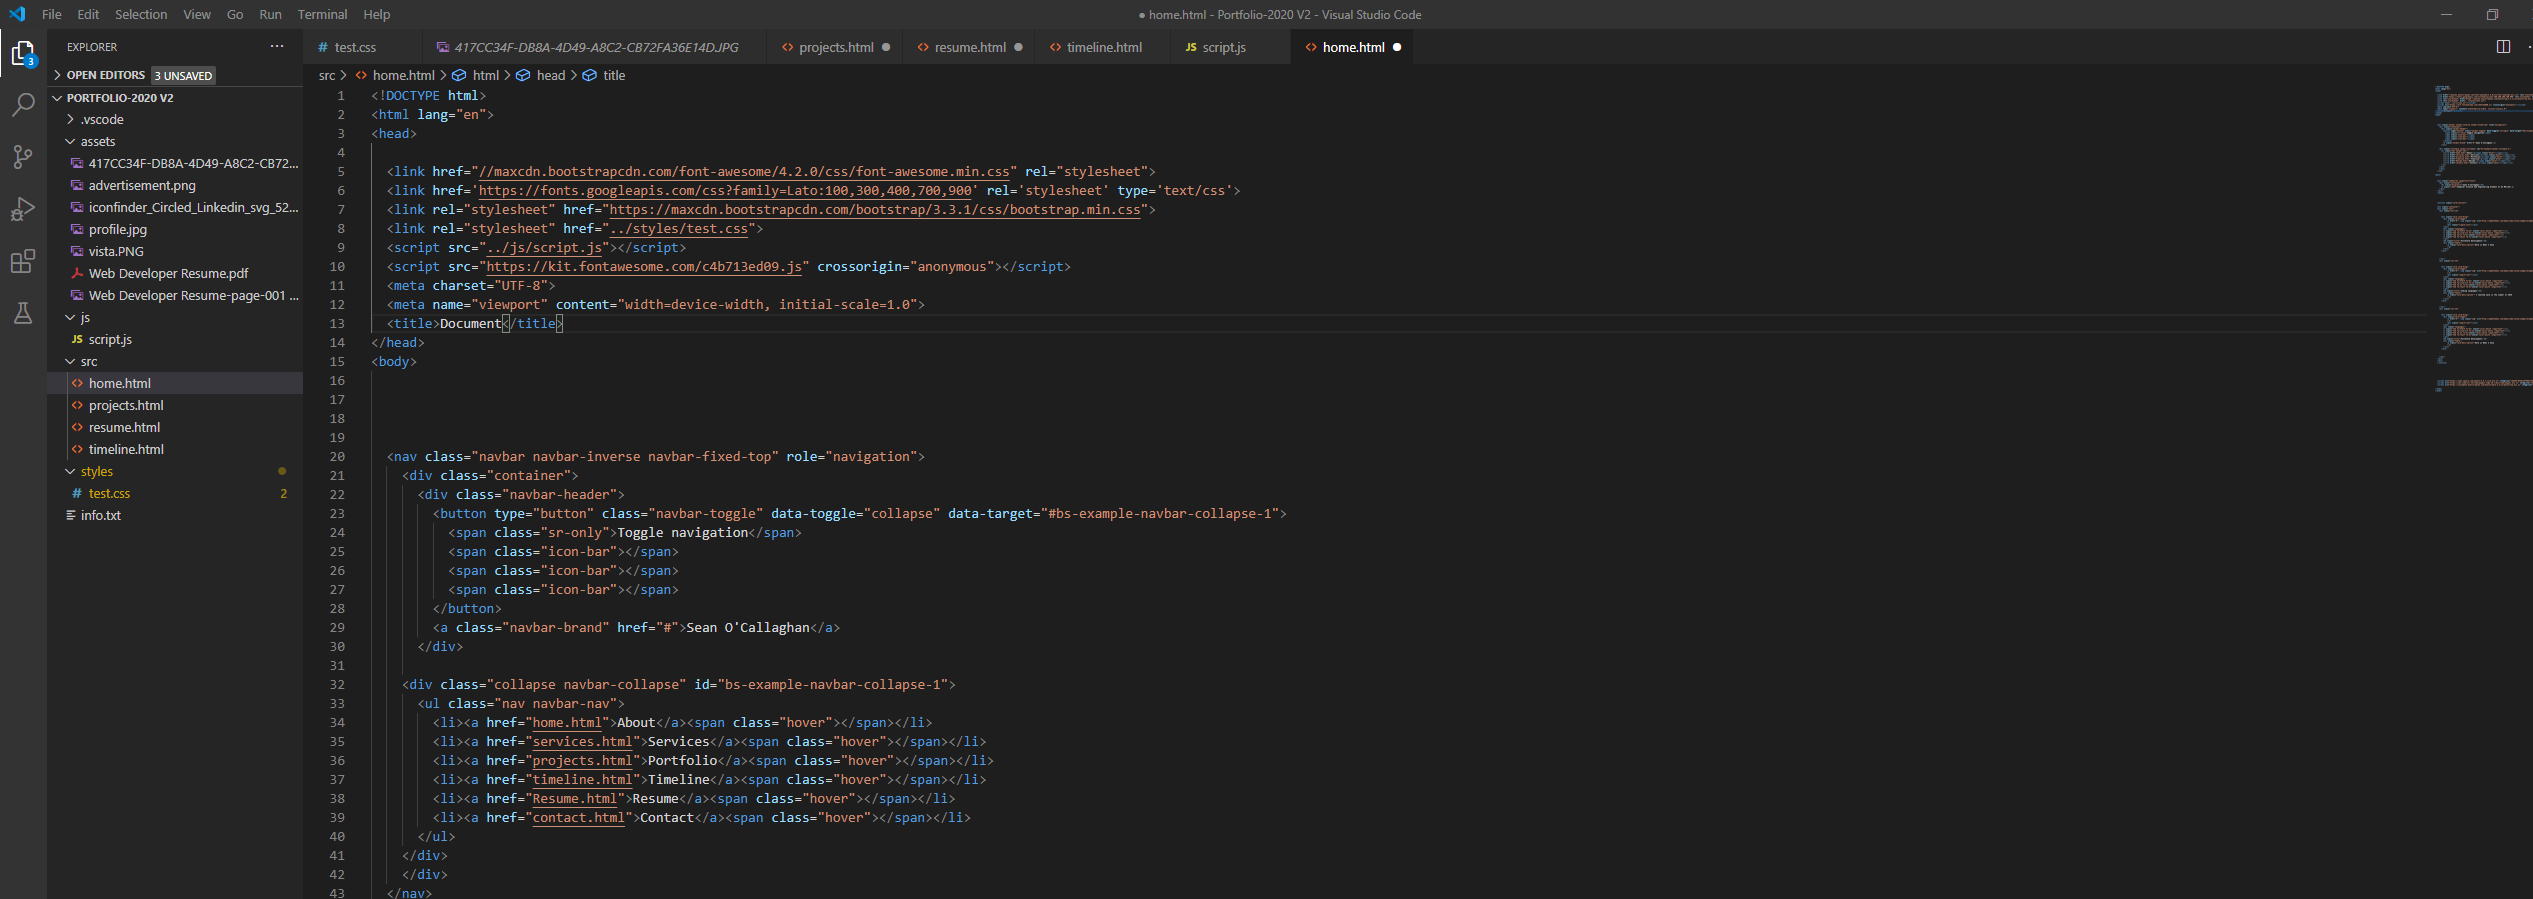 File Edit Selection View Go Run Terminal Help
● home.html - Portfolio-2020 V2 - Visual Studio Code
EXPLORER ...
3
OPEN EDITORS 3 UNSAVED
PORTFOLIO-2020 V2
.vscode
assets
417CC34F-DB8A-4D49-A8C2-CB72...
advertisement.png
iconfinder_Circled_Linkedin_svg_52...
profile.jpg
vista.PNG
Web Developer Resume.pdf
Web Developer Resume-page-001 ...
js
JS script.js
src
<> home.html
<> projects.html
<> resume.html
<> timeline.html
styles
# test.css 2
info.txt
# test.css 417CC34F-DB8A-4D49-A8C2-CB72FA36E14D.JPG <> projects.html ● <> resume.html ● <> timeline.html JS script.js <> home.html ●
src > <> home.html > html > head > title
1 <!DOCTYPE html>
2 <html lang="en">
3 <head>
4
5 <link href="//maxcdn.bootstrapcdn.com/font-awesome/4.2.0/css/font-awesome.min.css" rel="stylesheet">
6 <link href='https://fonts.googleapis.com/css?family=Lato:100,300,400,700,900' rel='stylesheet' type='text/css'>
7 <link rel="stylesheet" href="https://maxcdn.bootstrapcdn.com/bootstrap/3.3.1/css/bootstrap.min.css">
8 <link rel="stylesheet" href="../styles/test.css">
9 <script src="../js/script.js"></script>
10 <script src="https://kit.fontawesome.com/c4b713ed09.js" crossorigin="anonymous"></script>
11 <meta charset="UTF-8">
12 <meta name="viewport" content="width=device-width, initial-scale=1.0">
13 <title>Document</title>
14 </head>
15 <body>
16
17
18
19
20 <nav class="navbar navbar-inverse navbar-fixed-top" role="navigation">
21 <div class="container">
22 <div class="navbar-header">
23 <button type="button" class="navbar-toggle" data-toggle="collapse" data-target="#bs-example-navbar-collapse-1">
24 <span class="sr-only">Toggle navigation</span>
25 <span class="icon-bar"></span>
26 <span class="icon-bar"></span>
27 <span class="icon-bar"></span>
28 </button>
29 <a class="navbar-brand" href="#">Sean O'Callaghan</a>
30 </div>
31
32 <div class="collapse navbar-collapse" id="bs-example-navbar-collapse-1">
33 <ul class="nav navbar-nav">
34 <li><a href="home.html">About</a><span class="hover"></span></li>
35 <li><a href="services.html">Services</a><span class="hover"></span></li>
36 <li><a href="projects.html">Portfolio</a><span class="hover"></span></li>
37 <li><a href="timeline.html">Timeline</a><span class="hover"></span></li>
38 <li><a href="Resume.html">Resume</a><span class="hover"></span></li>
39 <li><a href="contact.html">Contact</a><span class="hover"></span></li>
40 </ul>
41 </div>
42 </div>
43 </nav>